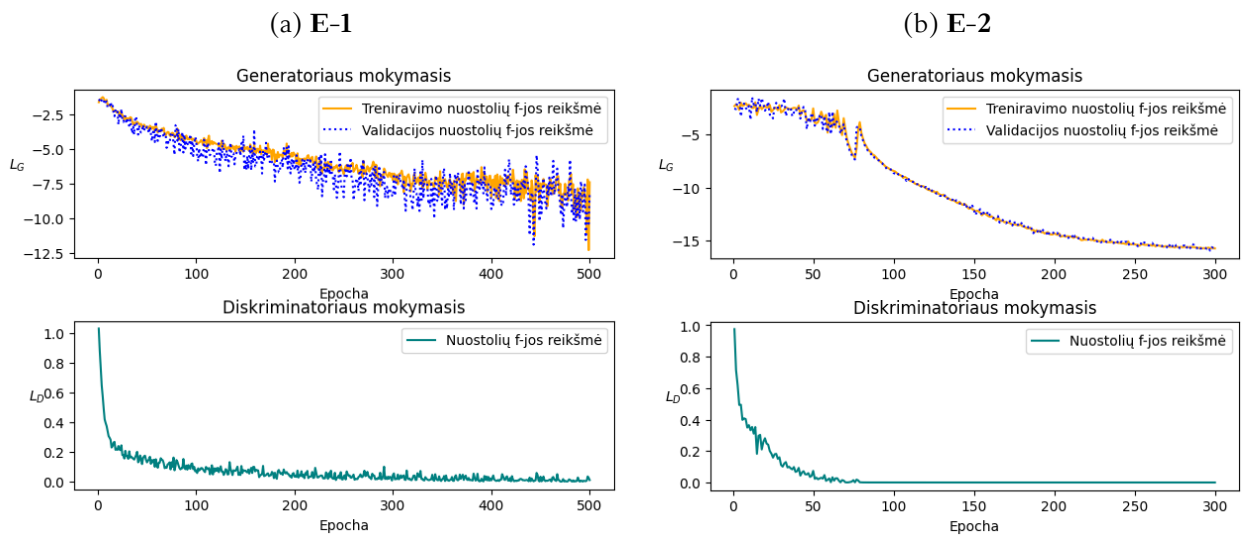 (a) E-1
Generatoriaus mokymasis
Treniravimo nuostolių f-jos reikšmė
Validacijos nuostolių f-jos reikšmė
L_G
-2.5
-5.0
-7.5
-10.0
-12.5
0 100 200 300 400 500
Epocha
Diskriminatoriaus mokymasis
Nuostolių f-jos reikšmė
L_D
1.0
0.8
0.6
0.4
0.2
0.0
0 100 200 300 400 500
Epocha
(b) E-2
Generatoriaus mokymasis
Treniravimo nuostolių f-jos reikšmė
Validacijos nuostolių f-jos reikšmė
L_G
-5
-10
-15
0 50 100 150 200 250 300
Epocha
Diskriminatoriaus mokymasis
Nuostolių f-jos reikšmė
L_D
1.0
0.8
0.6
0.4
0.2
0.0
0 50 100 150 200 250 300
Epocha